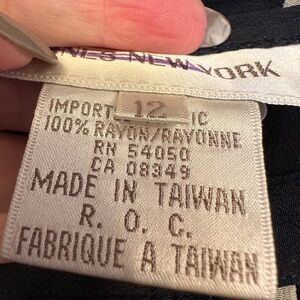 NEW YORK
12
IMPORT
100% RAYON/RAYONNE
RN 54050
CA 08349
MADE IN TAIWAN
R. O. C.
FABRIQUE A TAIWAN